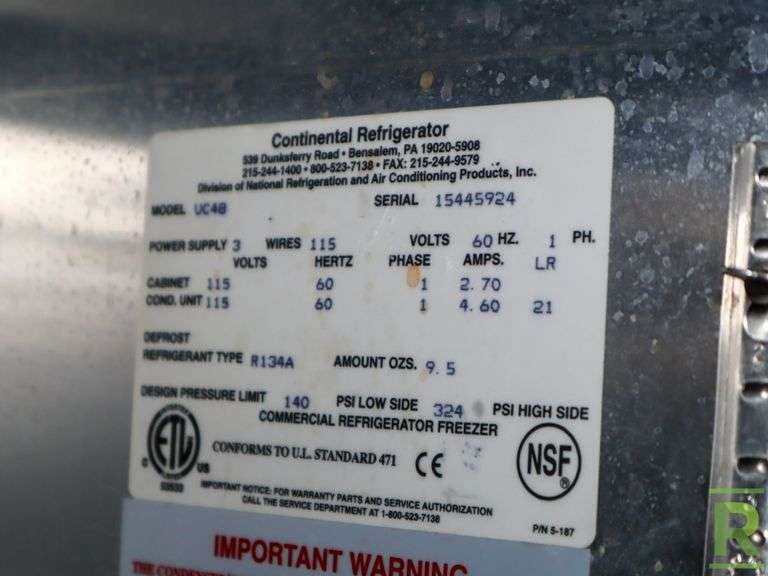 Continental Refrigerator
539 Dunksferry Road • Bensalem, PA 19020-5908
215-244-1400 • 800-523-7138 • FAX: 215-244-9579
Division of National Refrigeration and Air Conditioning Products, Inc.
MODEL UC48 SERIAL 15445924
POWER SUPPLY 3 WIRES 115 VOLTS 60 HZ. 1 PH.
VOLTS HERTZ PHASE AMPS. LR
CABINET 115 60 1 2.70
COND. UNIT 115 60 1 4.60 21
DEFROST
REFRIGERANT TYPE R134A AMOUNT OZS. 9.5
DESIGN PRESSURE LIMIT 140 PSI LOW SIDE 324 PSI HIGH SIDE
COMMERCIAL REFRIGERATOR FREEZER
ETL C US
CONFORMS TO U.L. STANDARD 471 CE NSF
IMPORTANT NOTICE: FOR WARRANTY PARTS AND SERVICE AUTHORIZATION
CALL THE SERVICE DEPARTMENT AT 1-800-523-7138
P/N 5-187
IMPORTANT WARNING
R